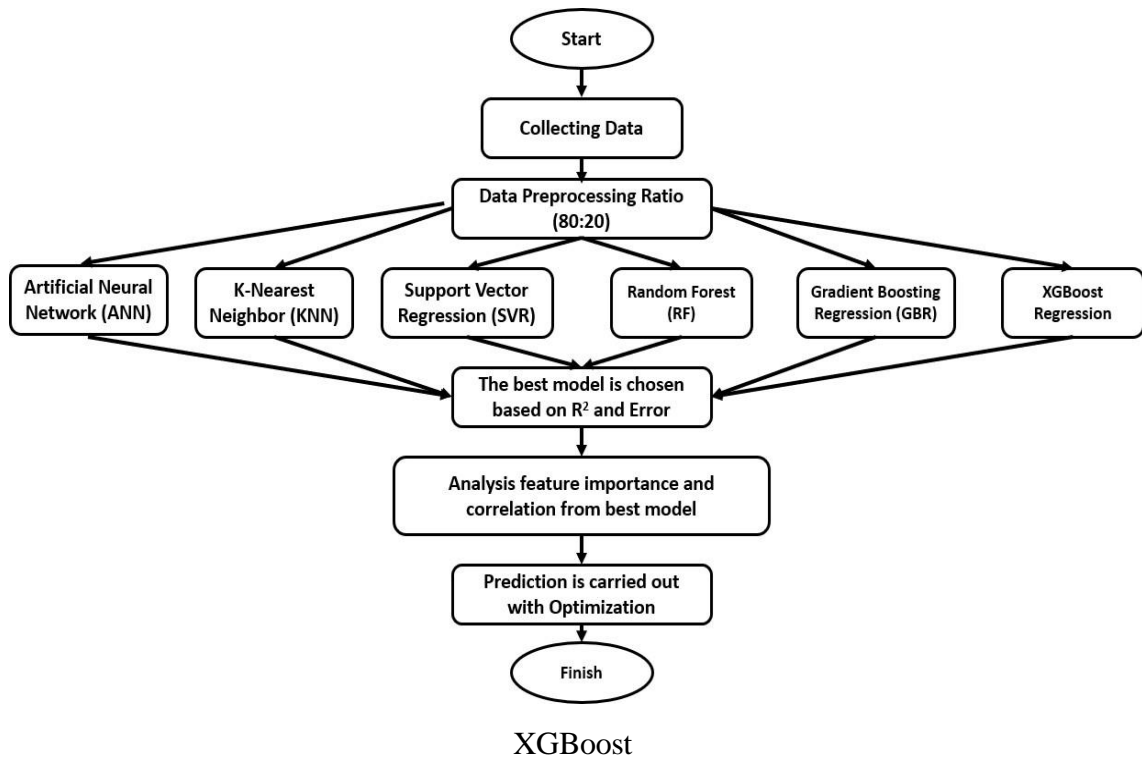 Start
Collecting Data
Data Preprocessing Ratio
(80:20)
Artificial Neural
Network (ANN)
K-Nearest
Neighbor (KNN)
Support Vector
Regression (SVR)
Random Forest
(RF)
Gradient Boosting
Regression (GBR)
XGBoost
Regression
The best model is chosen
based on R² and Error
Analysis feature importance and
correlation from best model
Prediction is carried out
with Optimization
Finish
XGBoost